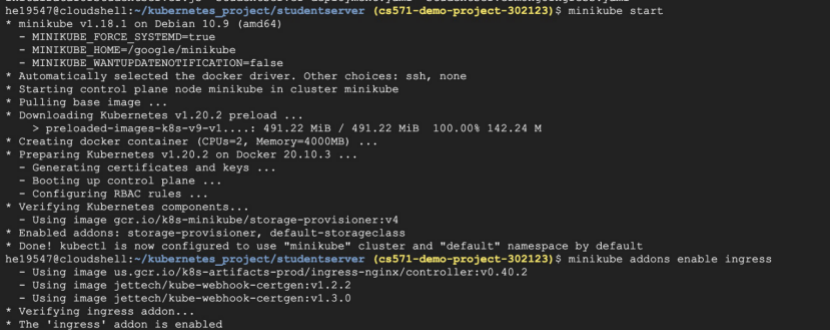 he19547@cloudshell:~/kubernetes_project/studentserver (cs571-demo-project-302123)$ minikube start
* minikube v1.18.1 on Debian 10.9 (amd64)
  - MINIKUBE_FORCE_SYSTEMD=true
  - MINIKUBE_HOME=/google/minikube
  - MINIKUBE_WANTUPDATENOTIFICATION=false
* Automatically selected the docker driver. Other choices: ssh, none
* Starting control plane node minikube in cluster minikube
* Pulling base image ...
* Downloading Kubernetes v1.20.2 preload ...
    > preloaded-images-k8s-v9-v1....: 491.22 MiB / 491.22 MiB  100.00% 142.24 M
* Creating docker container (CPUs=2, Memory=4000MB) ...
* Preparing Kubernetes v1.20.2 on Docker 20.10.3 ...
  - Generating certificates and keys ...
  - Booting up control plane ...
  - Configuring RBAC rules ...
* Verifying Kubernetes components...
  - Using image gcr.io/k8s-minikube/storage-provisioner:v4
* Enabled addons: storage-provisioner, default-storageclass
* Done! kubectl is now configured to use "minikube" cluster and "default" namespace by default
he19547@cloudshell:~/kubernetes_project/studentserver (cs571-demo-project-302123)$ minikube addons enable ingress
  - Using image us.gcr.io/k8s-artifacts-prod/ingress-nginx/controller:v0.40.2
  - Using image jettech/kube-webhook-certgen:v1.2.2
  - Using image jettech/kube-webhook-certgen:v1.3.0
* Verifying ingress addon...
* The 'ingress' addon is enabled